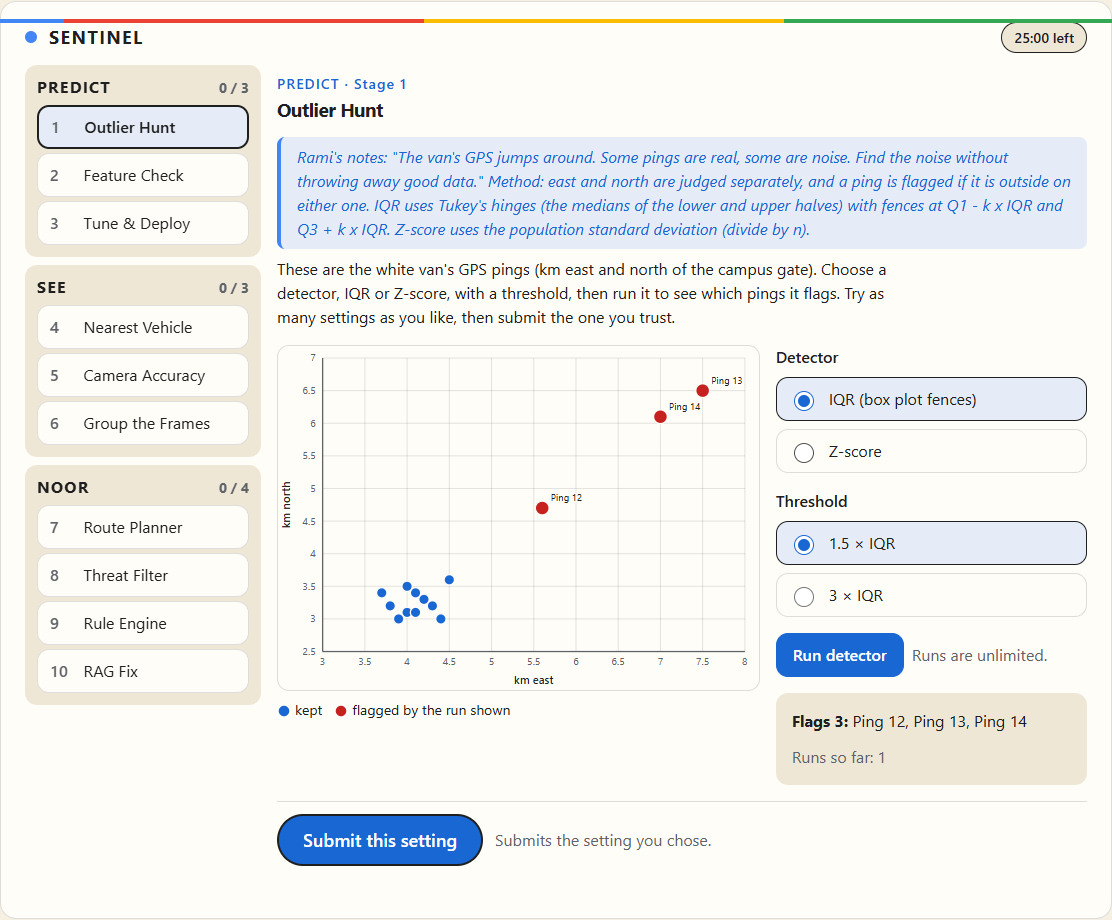 SENTINEL
25:00 left
PREDICT 0 / 3
1 Outlier Hunt
2 Feature Check
3 Tune & Deploy
SEE 0 / 3
4 Nearest Vehicle
5 Camera Accuracy
6 Group the Frames
NOOR 0 / 4
7 Route Planner
8 Threat Filter
9 Rule Engine
10 RAG Fix
PREDICT · Stage 1
Outlier Hunt
Rami's notes: "The van's GPS jumps around. Some pings are real, some are noise. Find the noise without
throwing away good data." Method: east and north are judged separately, and a ping is flagged if it is outside on
either one. IQR uses Tukey's hinges (the medians of the lower and upper halves) with fences at Q1 - k x IQR and
Q3 + k x IQR. Z-score uses the population standard deviation (divide by n).
These are the white van's GPS pings (km east and north of the campus gate). Choose a
detector, IQR or Z-score, with a threshold, then run it to see which pings it flags. Try as
many settings as you like, then submit the one you trust.
7
6.5
6
5.5
5
4.5
4
3.5
3
2.5
km north
Ping 13
Ping 14
Ping 12
3 3.5 4 4.5 5 5.5 6 6.5 7 7.5 8
km east
kept flagged by the run shown
Detector
IQR (box plot fences)
Z-score
Threshold
1.5 × IQR
3 × IQR
Run detector Runs are unlimited.
Flags 3: Ping 12, Ping 13, Ping 14
Runs so far: 1
Submit this setting Submits the setting you chose.